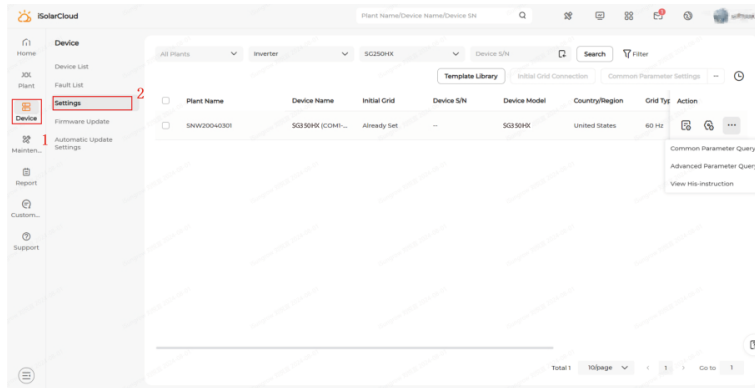 iSolarCloud
Plant Name/Device Name/Device SN
Home
Plant
Device
1
Mainten...
Report
Custom...
Support
Device
Device List
Fault List
Settings
2
Firmware Update
Automatic Update
Settings
All Plants
Inverter
SG250HX
Device S/N
Search
Filter
Template Library
Initial Grid Connection
Common Parameter Settings
Plant Name
Device Name
Initial Grid
Device S/N
Device Model
Country/Region
Grid Typ
Action
SNW20040301
SG350HX (COM1-...
Already Set
--
SG350HX
United States
60 Hz
Common Parameter Query
Advanced Parameter Quer
View His-instruction
Total 1
10/page
1
Go to
1